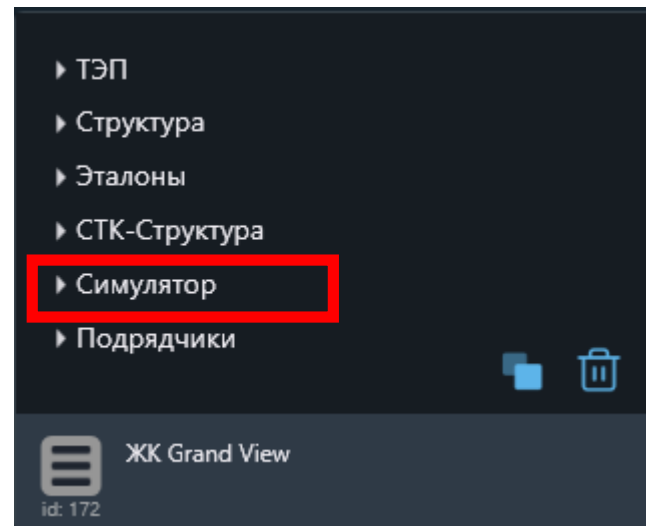 ТЭП
Структура
Эталоны
СТК-Структура
Симулятор
Подрядчики
ЖК Grand View
id: 172